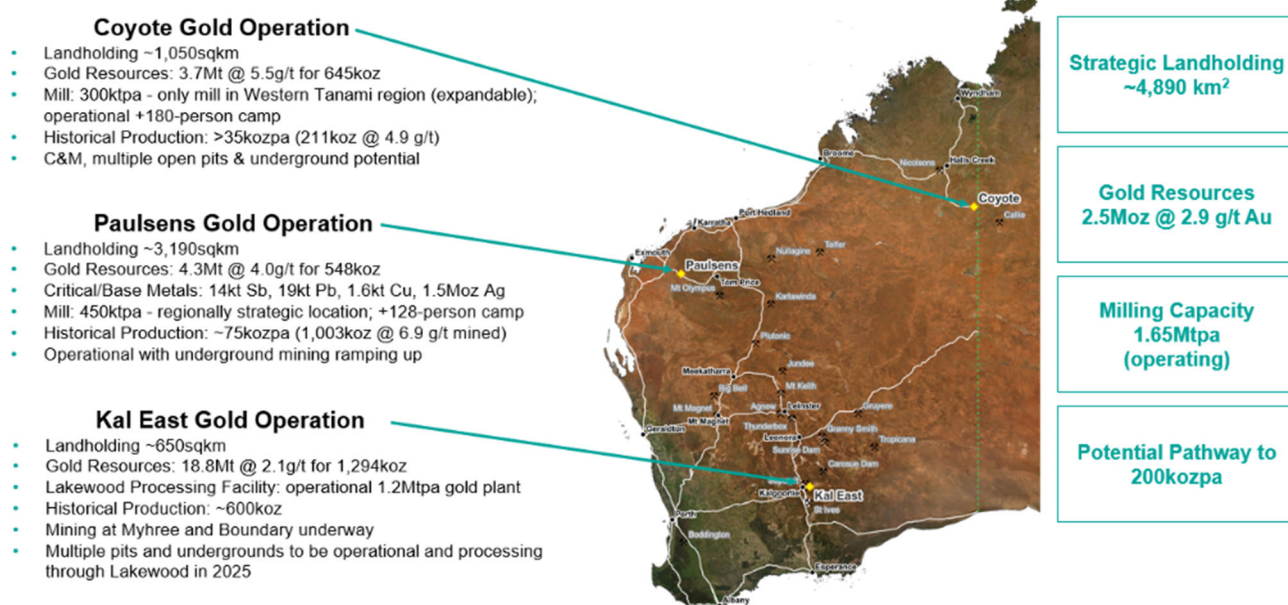 Coyote Gold Operation
• Landholding ~1,050sqkm
• Gold Resources: 3.7Mt @ 5.5g/t for 645koz
• Mill: 300ktpa - only mill in Western Tanami region (expandable);
operational +180-person camp
• Historical Production: >35kozpa (211koz @ 4.9 g/t)
• C&M, multiple open pits & underground potential
Paulsens Gold Operation
• Landholding ~3,190sqkm
• Gold Resources: 4.3Mt @ 4.0g/t for 548koz
• Critical/Base Metals: 14kt Sb, 19kt Pb, 1.6kt Cu, 1.5Moz Ag
• Mill: 450ktpa - regionally strategic location; +128-person camp
• Historical Production: ~75kozpa (1,003koz @ 6.9 g/t mined)
• Operational with underground mining ramping up
Kal East Gold Operation
• Landholding ~650sqkm
• Gold Resources: 18.8Mt @ 2.1g/t for 1,294koz
• Lakewood Processing Facility: operational 1.2Mtpa gold plant
• Historical Production: ~600koz
• Mining at Myhree and Boundary underway
• Multiple pits and undergrounds to be operational and processing
through Lakewood in 2025
Wyndham
Broome
Nicolsons
Halls Creek
Coyote
Callie
Port Hedland
Karratha
Exmouth
Nullagine
Telfer
Paulsens
Tom Price
Mt Olympus
Karlawinda
Plutonic
Meekatharra
Jundee
Big Bell
Mt Keith
Mt Magnet
Mt Magnet
Agnew
Leinster
Gruyere
Geraldton
Thunderbox
Leonora
Granny Smith
Sunrise Dam
Tropicana
Carosue Dam
Kalgoorlie
Kal East
St Ives
Perth
Boddington
Esperance
Albany
Strategic Landholding
~4,890 km²
Gold Resources
2.5Moz @ 2.9 g/t Au
Milling Capacity
1.65Mtpa
(operating)
Potential Pathway to
200kozpa